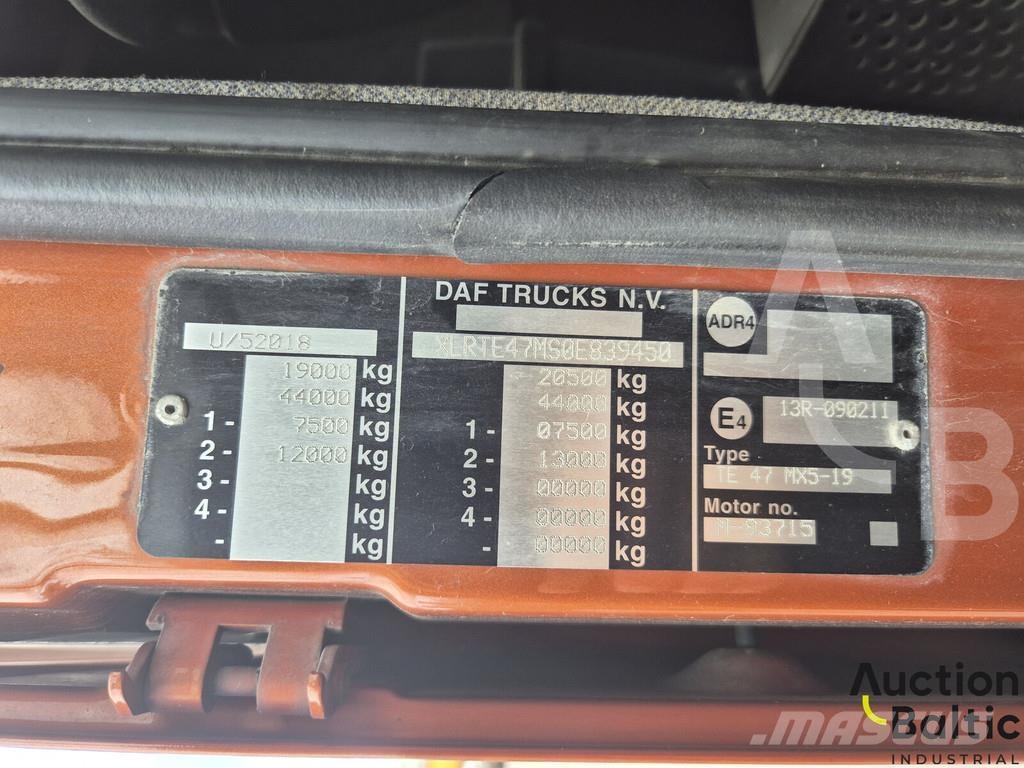 U/52018
19000 kg
44000 kg
1- 7500 kg
2- 12000 kg
3- kg
4- kg
- kg
DAF TRUCKS N.V.
XLRTE47MS0E839450
20500 kg
44000 kg
1- 07500 kg
2- 13000 kg
3- 00000 kg
4- 00000 kg
- 00000 kg
ADR4
E4 13R-090211
Type
TE 47 MX5-19
Motor no.
M-93715
AB
Auction
Baltic
INDUSTRIAL
MASCUS